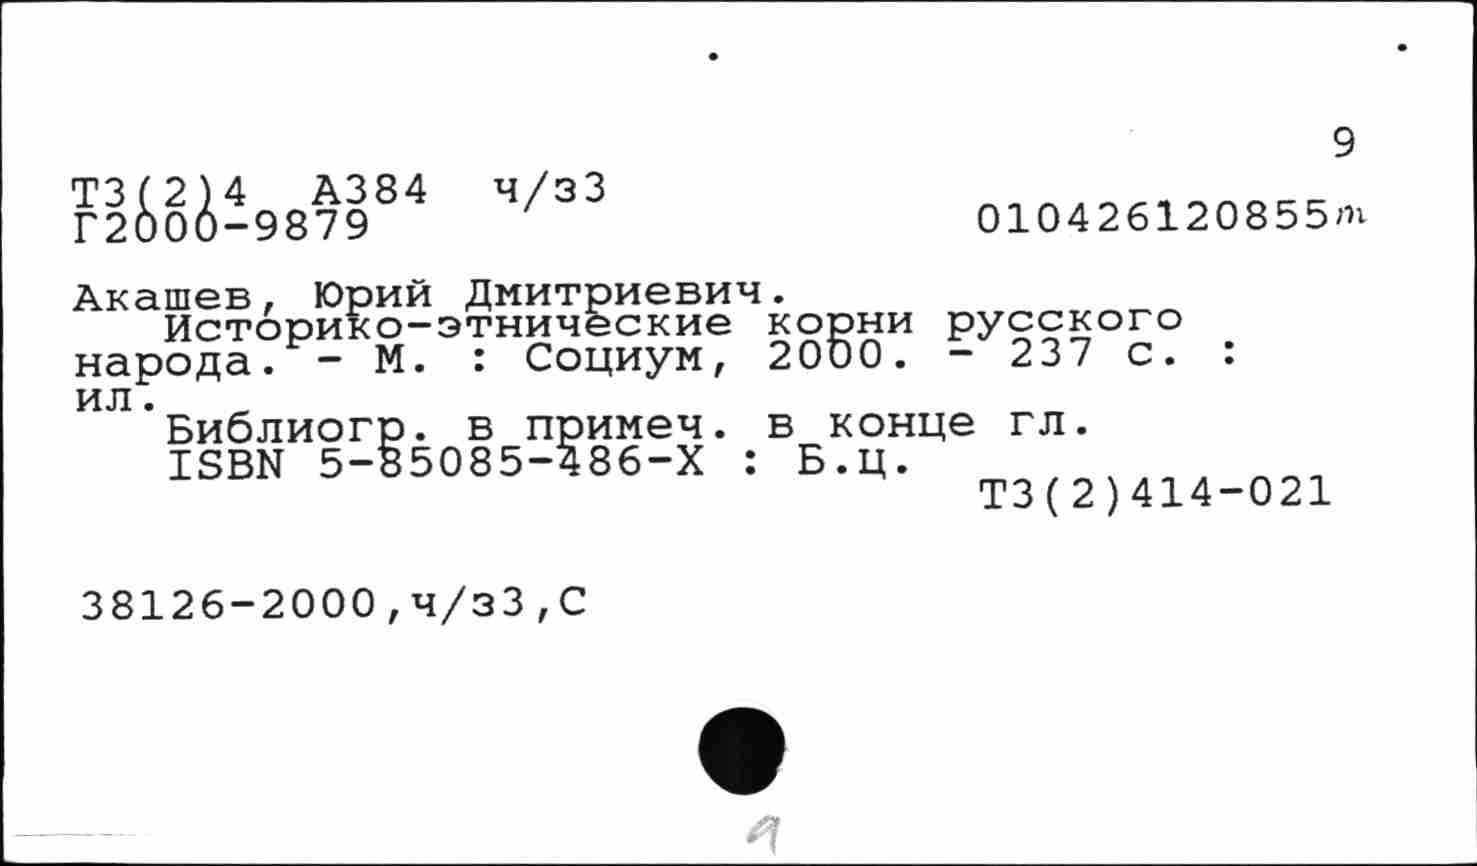 9
Т3(2)4 А384 ч/з3
Г2000-9879
010426120855т
Акашев, Юрий Дмитриевич.
Историко-этнические корни русского
народа. - М. : Социум, 2000. - 237 с. :
ил.
Библиогр. в примеч. в конце гл.
ISBN 5-85085-486-X : Б.ц.
Т3(2)414-021
38126-2000,ч/з3,С
9